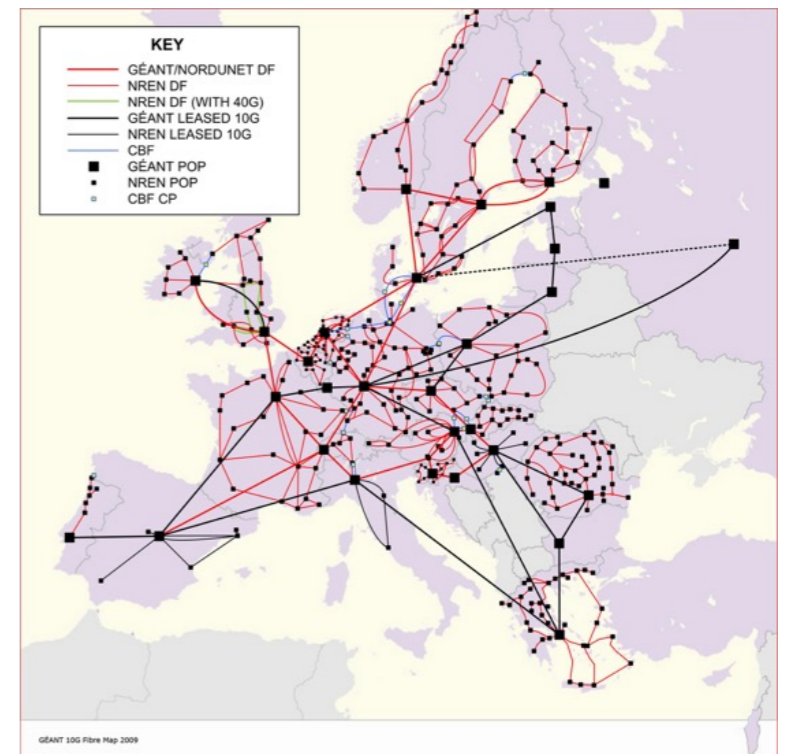 KEY
GÉANT/NORDUNET DF
NREN DF
NREN DF (WITH 40G)
GÉANT LEASED 10G
NREN LEASED 10G
CBF
GÉANT POP
NREN POP
CBF CP
GÉANT 10G Fibre Map 2009